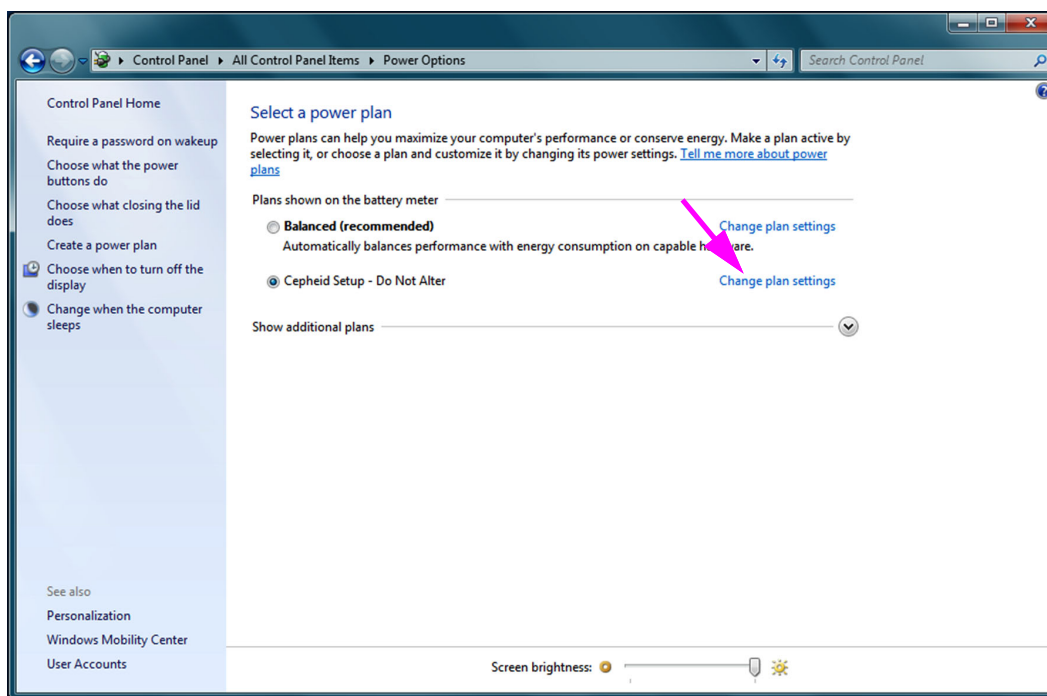 Control Panel ▸ All Control Panel Items ▸ Power Options
Search Control Panel
Control Panel Home
Require a password on wakeup
Choose what the power
buttons do
Choose what closing the lid
does
Create a power plan
Choose when to turn off the
display
Change when the computer
sleeps
See also
Personalization
Windows Mobility Center
User Accounts
Select a power plan
Power plans can help you maximize your computer's performance or conserve energy. Make a plan active by
selecting it, or choose a plan and customize it by changing its power settings. Tell me more about power
plans
Plans shown on the battery meter
Balanced (recommended) Change plan settings
Automatically balances performance with energy consumption on capable
Cepheid Setup - Do Not Alter Change plan settings
Show additional plans
Screen brightness: